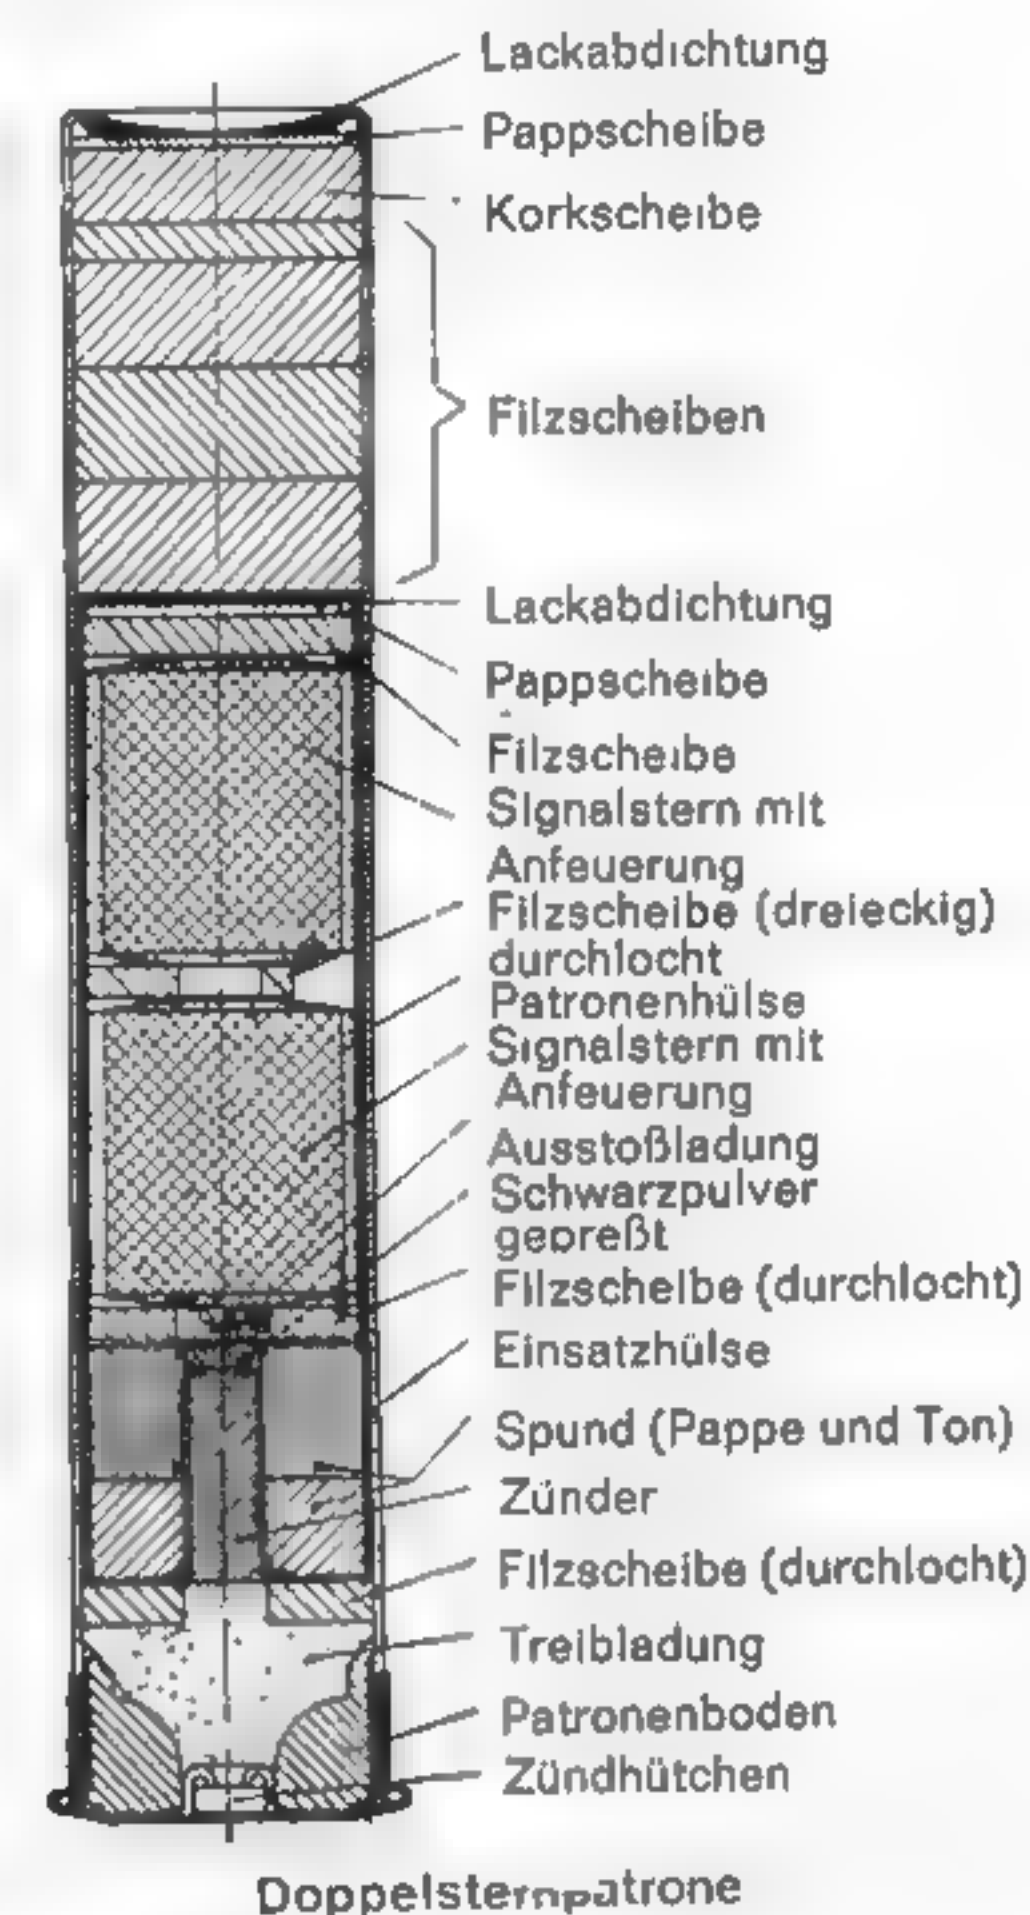 Lackabdichtung
Pappscheibe
Korkscheibe
Filzscheiben
Lackabdichtung
Pappscheibe
Filzscheibe
Signalstern mit
Anfeuerung
Filzscheibe (dreieckig)
durchlocht
Patronenhülse
Signalstern mit
Anfeuerung
Ausstoßladung
Schwarzpulver
gepreßt
Filzscheibe (durchlocht)
Einsatzhülse
Spund (Pappe und Ton)
Zünder
Filzscheibe (durchlocht)
Treibladung
Patronenboden
Zündhütchen
Doppelsternpatrone